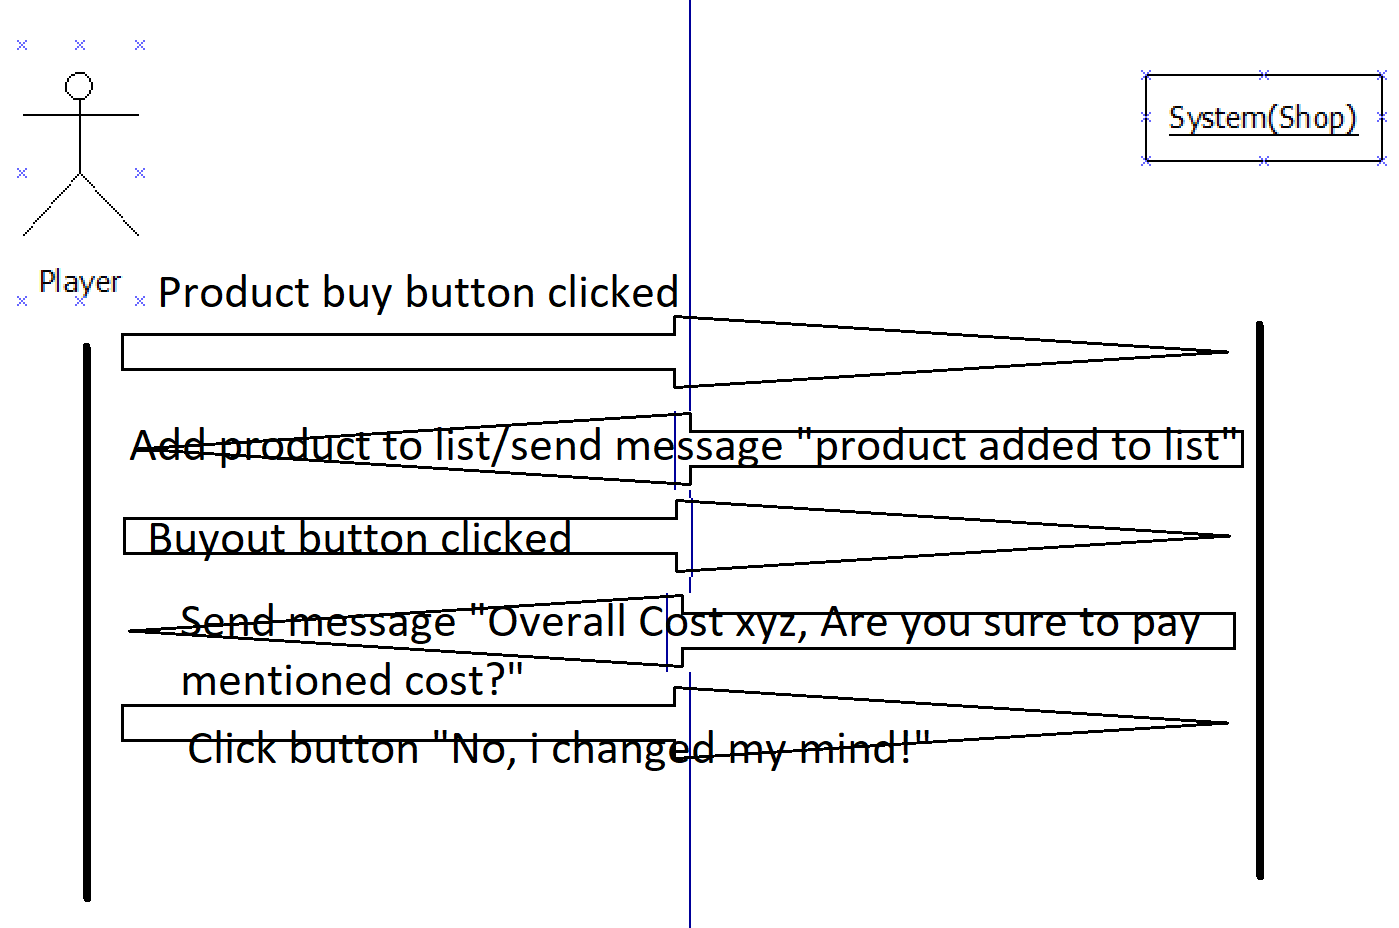 System(Shop)
Player
Product buy button clicked
Add product to list/send message "product added to list"
Buyout button clicked
Send message "Overall Cost xyz, Are you sure to pay
mentioned cost?"
Click button "No, i changed my mind!"